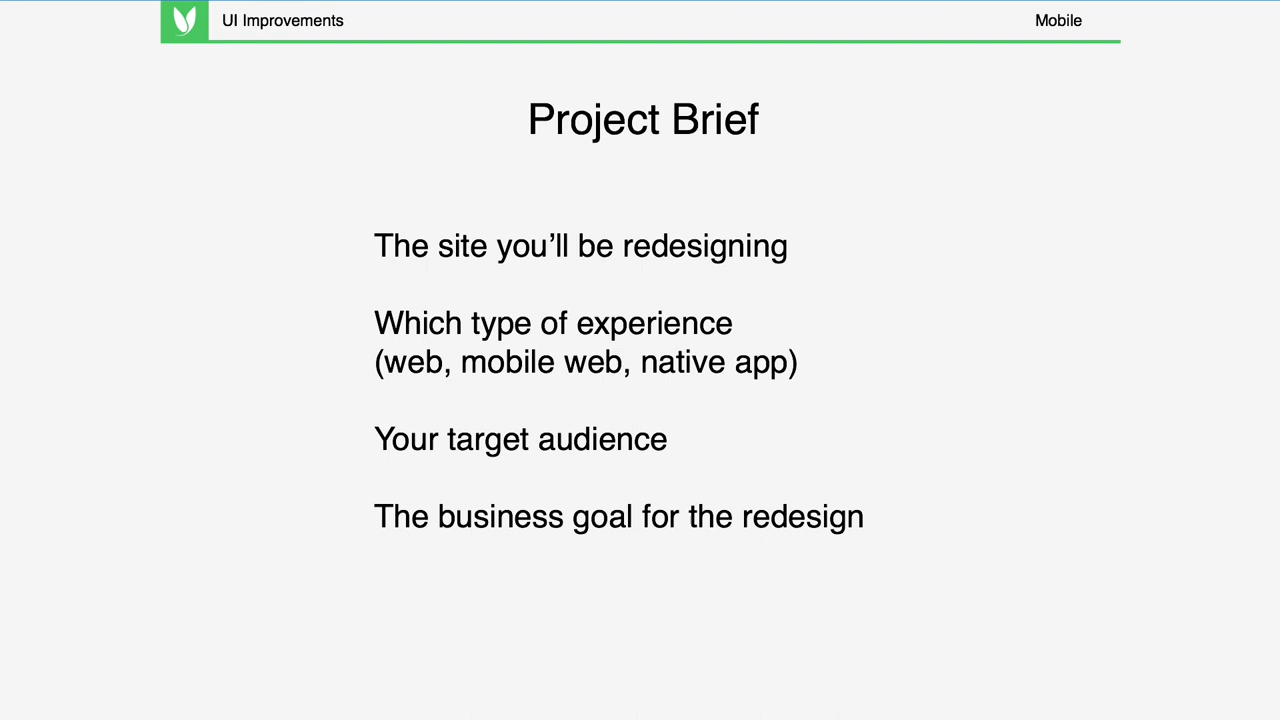 UI Improvements
Mobile
Project Brief
The site you’ll be redesigning
Which type of experience
(web, mobile web, native app)
Your target audience
The business goal for the redesign